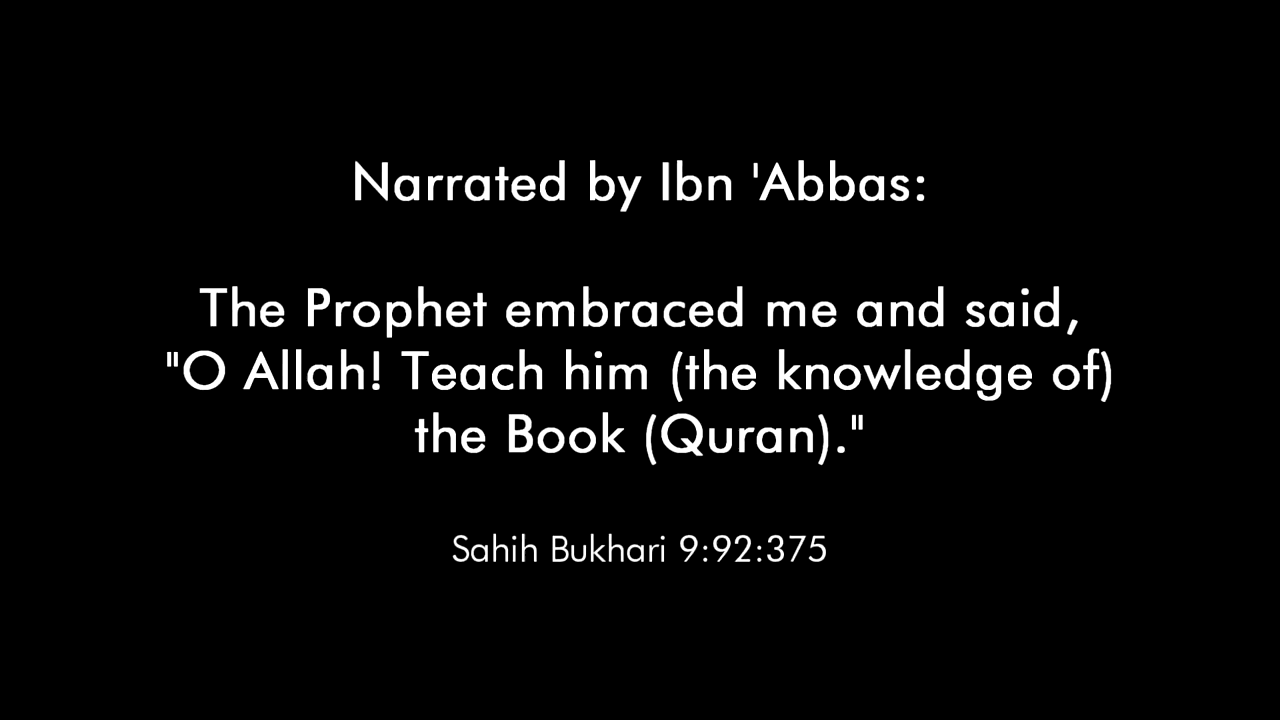 Narrated by Ibn 'Abbas:
The Prophet embraced me and said,
"O Allah! Teach him (the knowledge of)
the Book (Quran)."
Sahih Bukhari 9:92:375